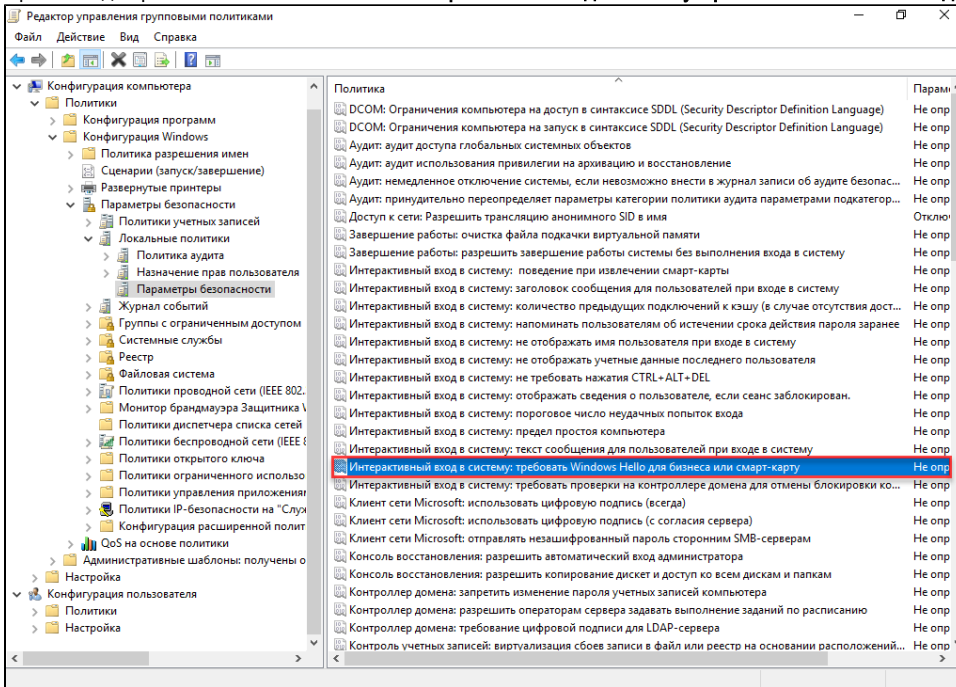 Редактор управления групповыми политиками
Файл Действие Вид Справка
Конфигурация компьютера
Политики
Конфигурация программ
Конфигурация Windows
Политика разрешения имен
Сценарии (запуск/завершение)
Развернутые принтеры
Параметры безопасности
Политики учетных записей
Локальные политики
Политика аудита
Назначение прав пользователя
Параметры безопасности
Журнал событий
Группы с ограниченным доступом
Системные службы
Реестр
Файловая система
Политики проводной сети (IEEE 802.
Монитор брандмауэра Защитника
Политики диспетчера списка сетей
Политики беспроводной сети (IEEE
Политики открытого ключа
Политики ограниченного использо
Политики управления приложения
Политики IP-безопасности на "Служ
Конфигурация расширенной полит
QoS на основе политики
Административные шаблоны: получены о
Настройка
Конфигурация пользователя
Политики
Настройка
Политика Парам
DCOM: Ограничения компьютера на доступ в синтаксисе SDDL (Security Descriptor Definition Language) Не опр
DCOM: Ограничения компьютера на запуск в синтаксисе SDDL (Security Descriptor Definition Language) Не опр
Аудит: аудит доступа глобальных системных объектов Не опр
Аудит: аудит использования привилегии на архивацию и восстановление Не опр
Аудит: немедленное отключение системы, если невозможно внести в журнал записи об аудите безопас... Не опр
Аудит: принудительно переопределяет параметры категории политики аудита параметрами подкатегор... Не опр
Доступ к сети: Разрешить трансляцию анонимного SID в имя Отклю
Завершение работы: очистка файла подкачки виртуальной памяти Не опр
Завершение работы: разрешить завершение работы системы без выполнения входа в систему Не опр
Интерактивный вход в систему: поведение при извлечении смарт-карты Не опр
Интерактивный вход в систему: заголовок сообщения для пользователей при входе в систему Не опр
Интерактивный вход в систему: количество предыдущих подключений к кэшу (в случае отсутствия дост... Не опр
Интерактивный вход в систему: напоминать пользователям об истечении срока действия пароля заранее Не опр
Интерактивный вход в систему: не отображать имя пользователя при входе в систему Не опр
Интерактивный вход в систему: не отображать учетные данные последнего пользователя Не опр
Интерактивный вход в систему: не требовать нажатия CTRL+ALT+DEL Не опр
Интерактивный вход в систему: отображать сведения о пользователе, если сеанс заблокирован. Не опр
Интерактивный вход в систему: пороговое число неудачных попыток входа Не опр
Интерактивный вход в систему: предел простоя компьютера Не опр
Интерактивный вход в систему: текст сообщения для пользователей при входе в систему Не опр
Интерактивный вход в систему: требовать Windows Hello для бизнеса или смарт-карту Не опр
Интерактивный вход в систему: требовать проверки на контроллере домена для отмены блокировки ко... Не опр
Клиент сети Microsoft: использовать цифровую подпись (всегда) Не опр
Клиент сети Microsoft: использовать цифровую подпись (с согласия сервера) Не опр
Клиент сети Microsoft: отправлять незашифрованный пароль сторонним SMB-серверам Не опр
Консоль восстановления: разрешить автоматический вход администратора Не опр
Консоль восстановления: разрешить копирование дискет и доступ ко всем дискам и папкам Не опр
Контроллер домена: запретить изменение пароля учетных записей компьютера Не опр
Контроллер домена: разрешить операторам сервера задавать выполнение заданий по расписанию Не опр
Контроллер домена: требование цифровой подписи для LDAP-сервера Не опр
Контроль учетных записей: виртуализация сбоев записи в файл или реестр на основании расположений... Не опр